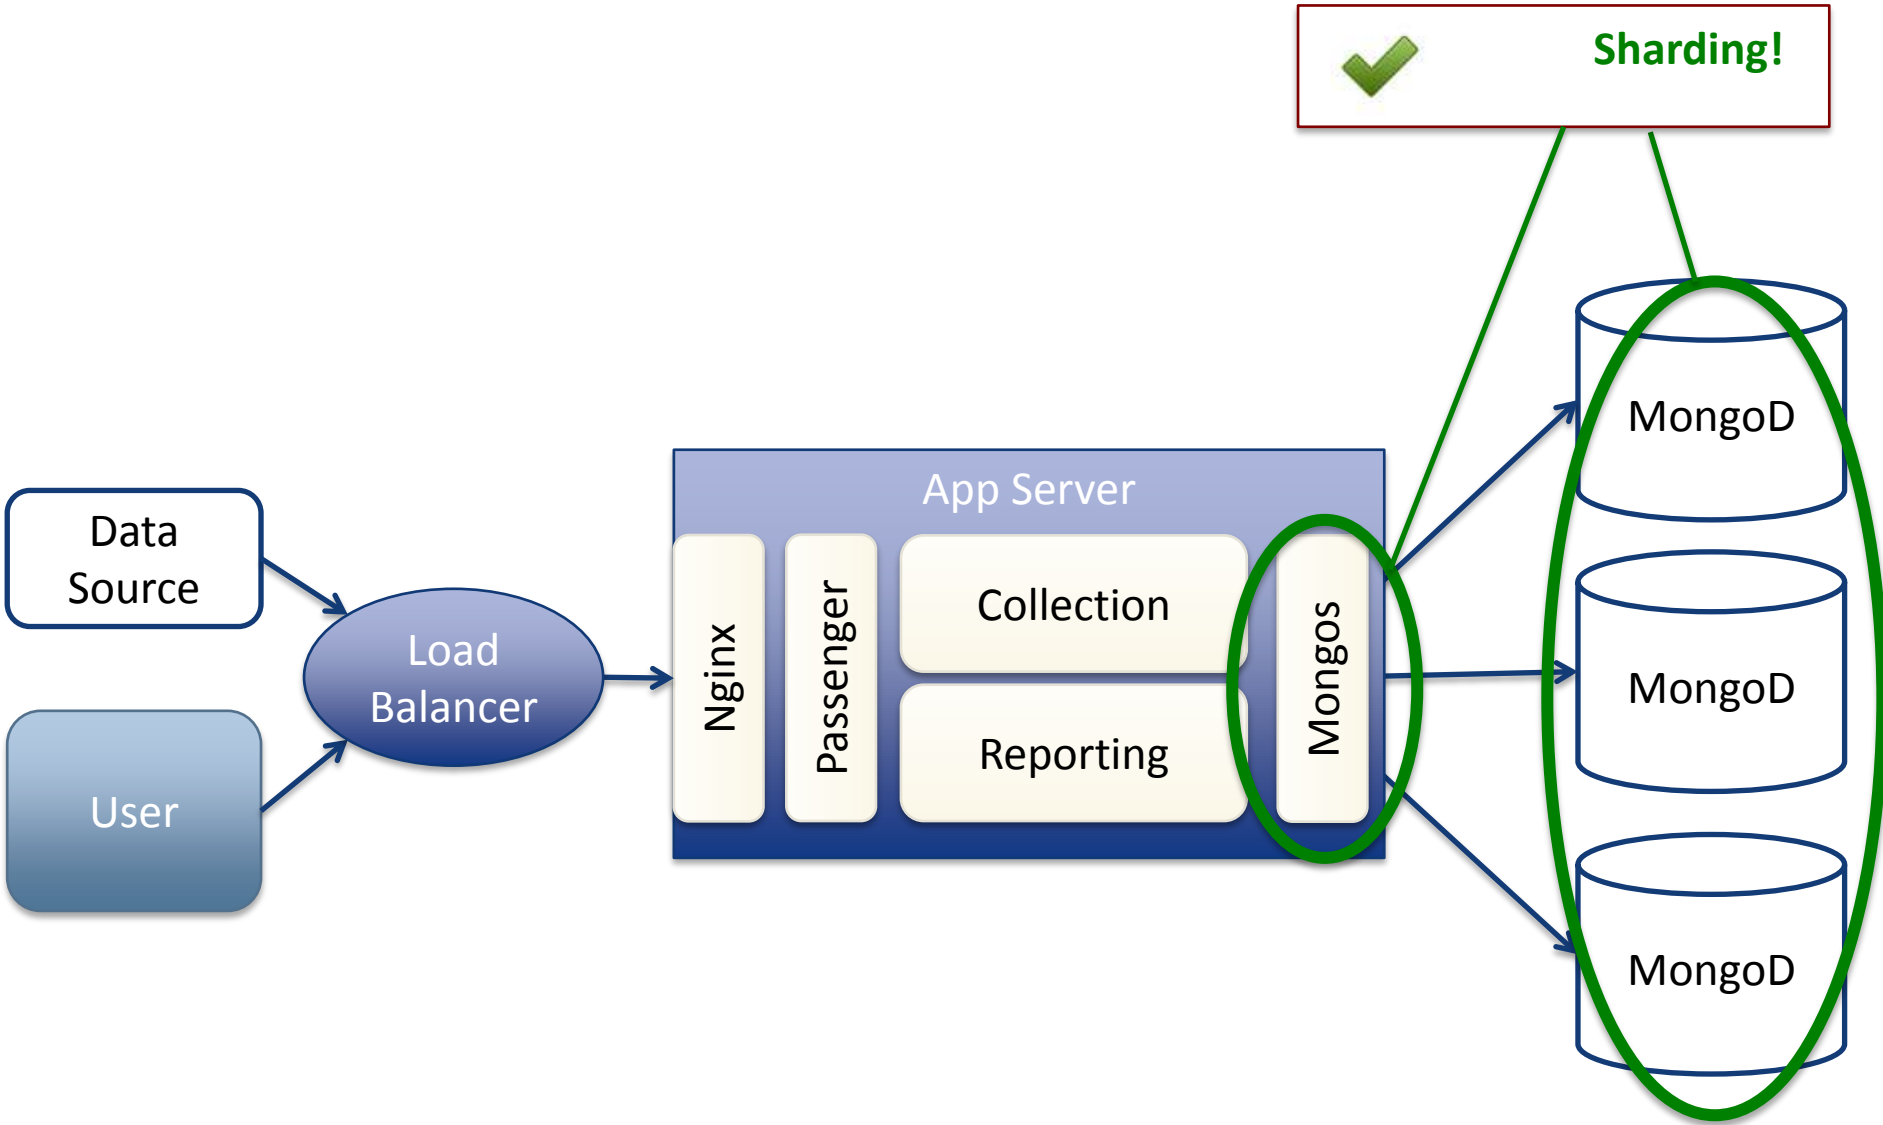 Sharding!
App Server
Data
Source
Load
Balancer
User
Nginx
Passenger
Collection
Reporting
Mongos
MongoD
MongoD
MongoD